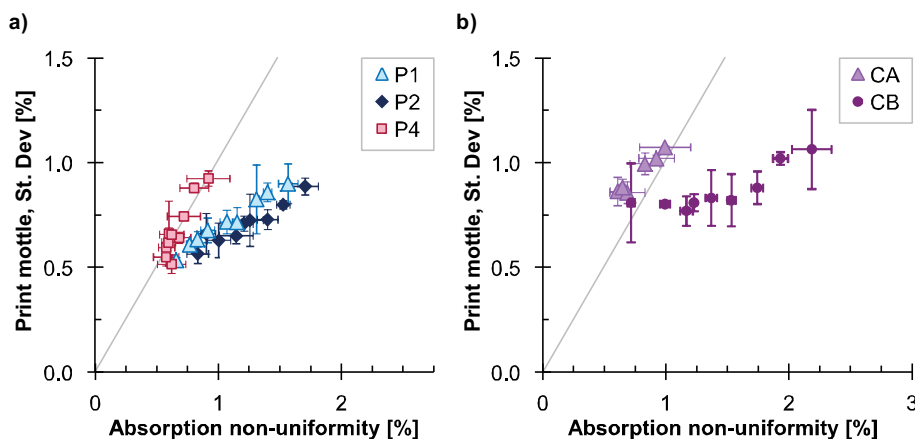 a)
Print mottle, St. Dev [%]
1.5
1.0
0.5
0.0
0
1
2
Absorption non-uniformity [%]
P1
P2
P4
b)
Print mottle, St. Dev [%]
1.5
1.0
0.5
0.0
0
1
2
3
Absorption non-uniformity [%]
CA
CB